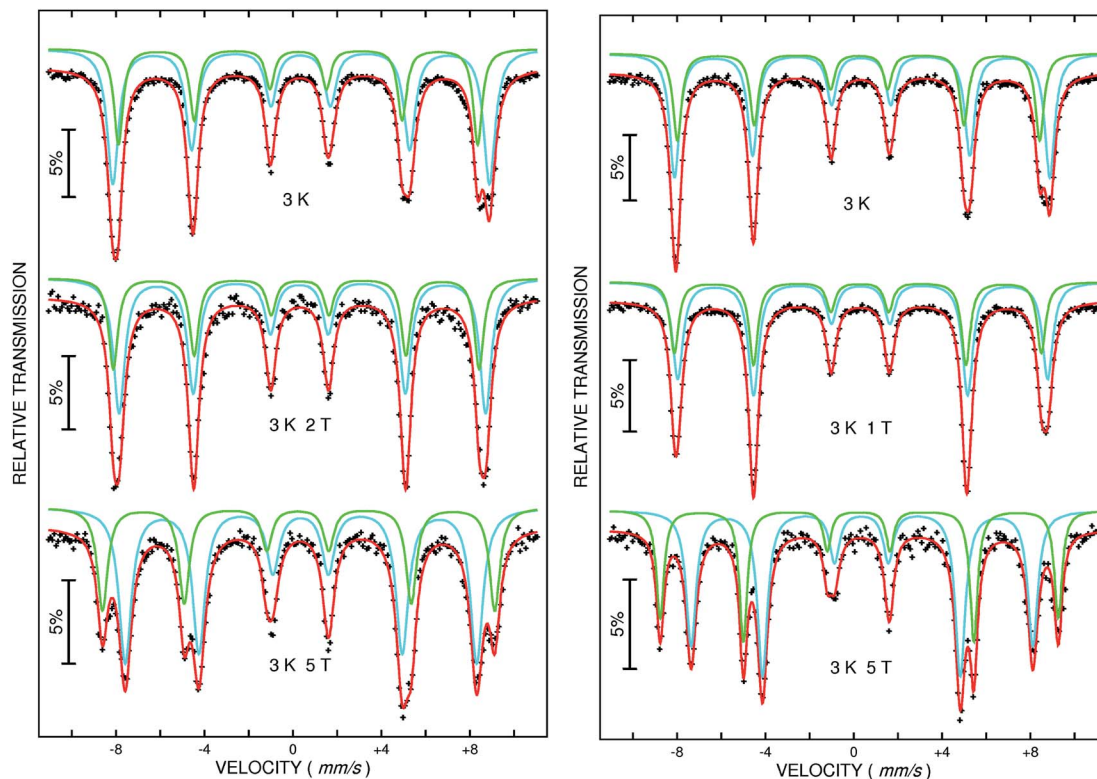 RELATIVE TRANSMISSION
5%
3 K
5%
3 K 2 T
5%
3 K 5 T
-8 -4 0 +4 +8
VELOCITY ( mm/s )
RELATIVE TRANSMISSION
5%
3 K
5%
3 K 1 T
5%
3 K 5 T
-8 -4 0 +4 +8
VELOCITY ( mm/s )